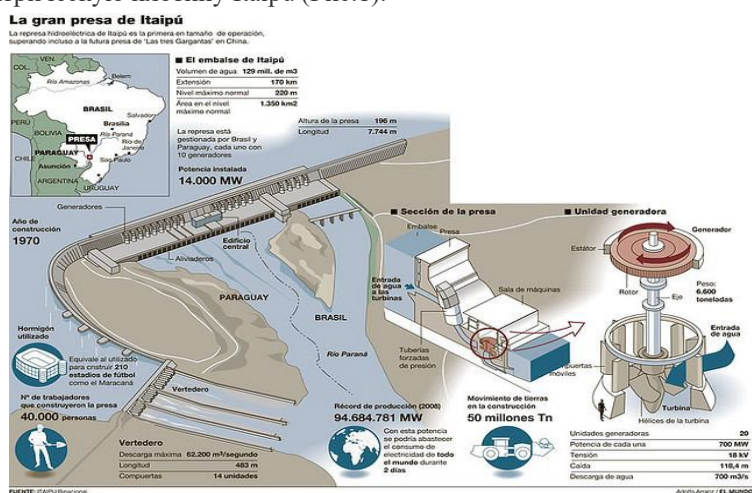 La gran presa de Itaipú
La represa hidroeléctrica de Itaipú es la primera en tamaño de operación,
superando incluso a la futura presa de 'Las tres Gargantas' en China.
COL.
VEN.
Río Amazonas
Belem
BRASIL
PERÚ
Brasilia
Salvador
BOLIVIA
Río Paraná
PRESA
Río de
Janeiro
PARAGUAY
Sao Paulo
CHILE
Asunción
ARGENTINA
URUGUAY
El embalse de Itaipú
Volumen de agua 129 mill. de m3
Extensión 170 km
Nivel máximo normal 220 m
Área en el nivel 1.350 km2
máximo normal
La represa está
gestionada por Brasil y
Paraguay, cada uno con
10 generadores
Potencia instalada
14.000 MW
Altura de la presa 196 m
Longitud 7.744 m
Generadores
Año de
construcción
1970
Edificio
central
Aliviaderos
PARAGUAY
BRASIL
Río Paraná
Hormigón
utilizado
Equivale al utilizado
para cnstruir 210
estadios de fútbol
como el Maracaná
Nº de trabajadores
que construyeron la presa
40.000 personas
Vertedero
Vertedero
Descarga máxima 62.200 m³/segundo
Longitud 483 m
Compuertas 14 unidades
Récord de producción (2008)
94.684.781 MW
Con esta potencia
se podría abastecer
el consumo de
electricidad de todo
el mundo durante
2 días
Sección de la presa
Embalse
Presa
Entrada
de agua
a las
turbinas
Sala de máquinas
Tuberías
forzadas
de presión
móviles
Movimiento de tierras
en la construcción
50 millones Tn
Unidad generadora
Generador
Estátor
Rotor
Eje
Peso:
6.600
toneladas
Entrada
de agua
Turbina
Hélices de la turbina
Unidades generadoras 20
Potencia de cada una 700 MW
Tensión 18 kV
Caída 118,4 m
Descarga de agua 700 m3/s
FUENTE: ITAIPU Binacional
/ EL MUNDO